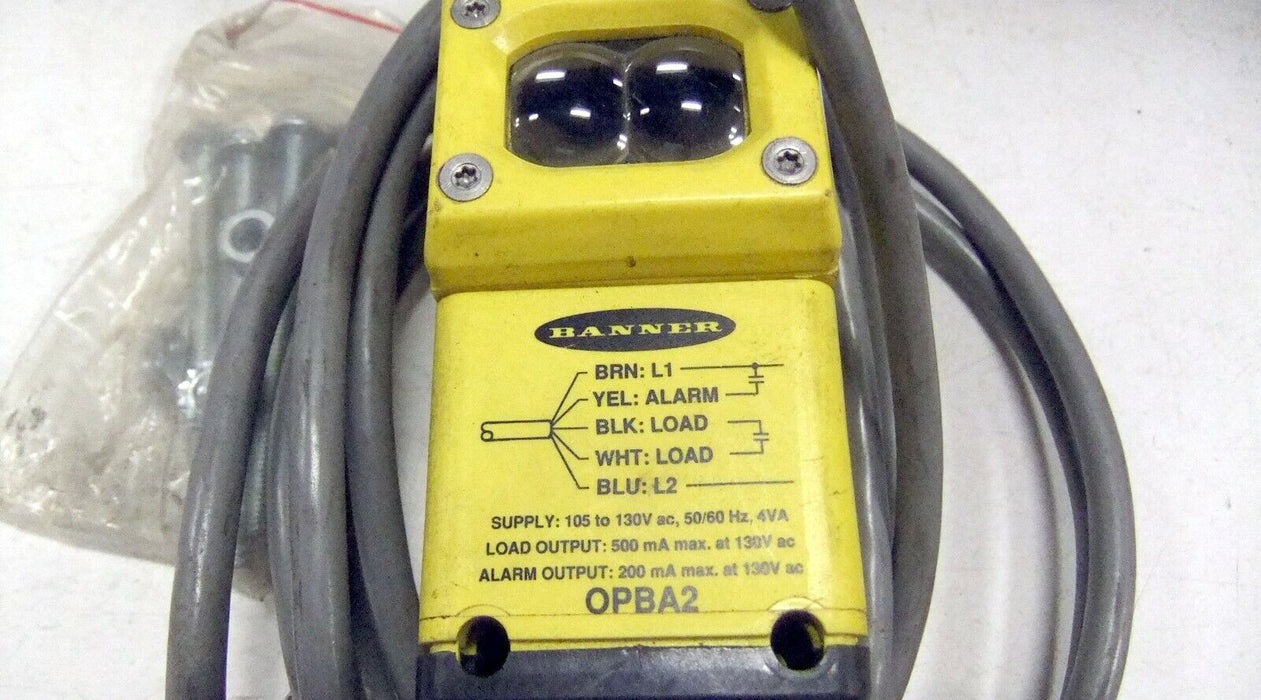 BANNER
BRN: L1
YEL: ALARM
BLK: LOAD
WHT: LOAD
BLU: L2
SUPPLY: 105 to 130V ac, 50/60 Hz, 4VA
LOAD OUTPUT: 500 mA max. at 130V ac
ALARM OUTPUT: 200 mA max. at 130V ac
OPBA2